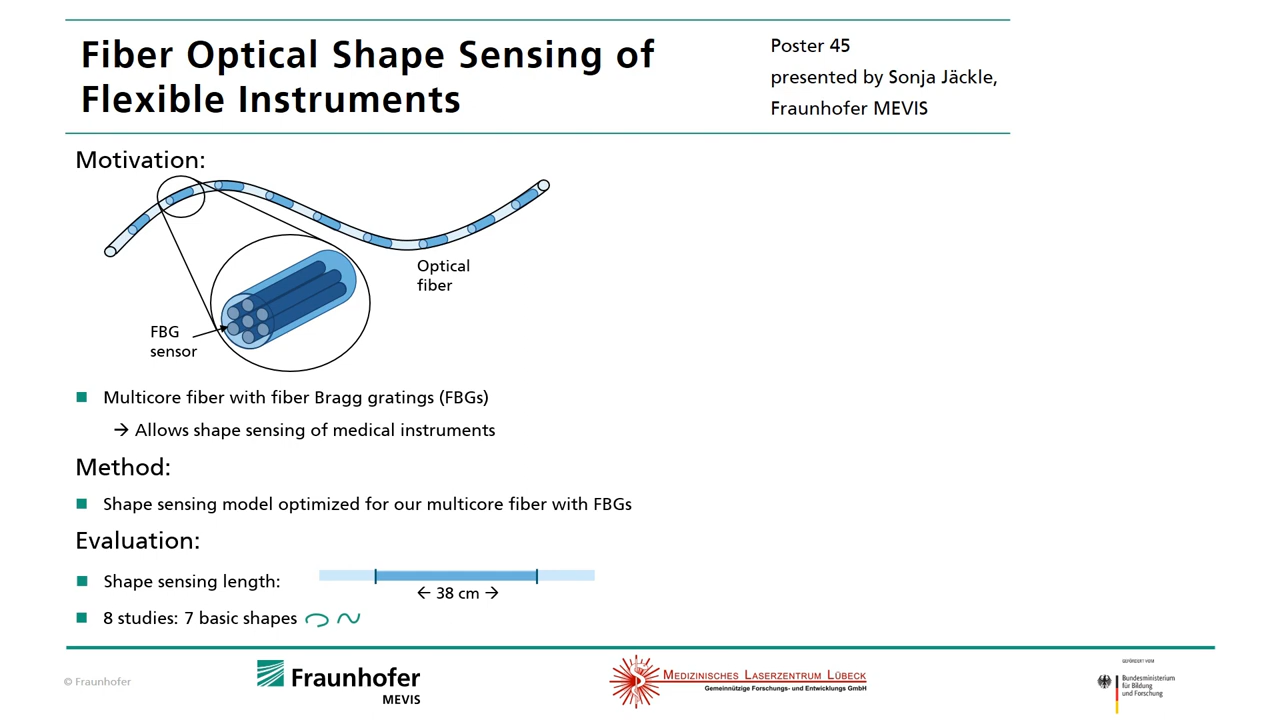 Fiber Optical Shape Sensing of
Flexible Instruments
Poster 45
presented by Sonja Jäckle,
Fraunhofer MEVIS
Motivation:
Optical
fiber
FBG
sensor
Multicore fiber with fiber Bragg gratings (FBGs)
→ Allows shape sensing of medical instruments
Method:
Shape sensing model optimized for our multicore fiber with FBGs
Evaluation:
Shape sensing length:
← 38 cm →
8 studies: 7 basic shapes
© Fraunhofer
Fraunhofer
MEVIS
MEDIZINISCHES LASERZENTRUM LÜBECK
Gemeinnützige Forschungs- und Entwicklungs GmbH
GEFÖRDERT VOM
Bundesministerium
für Bildung
und Forschung